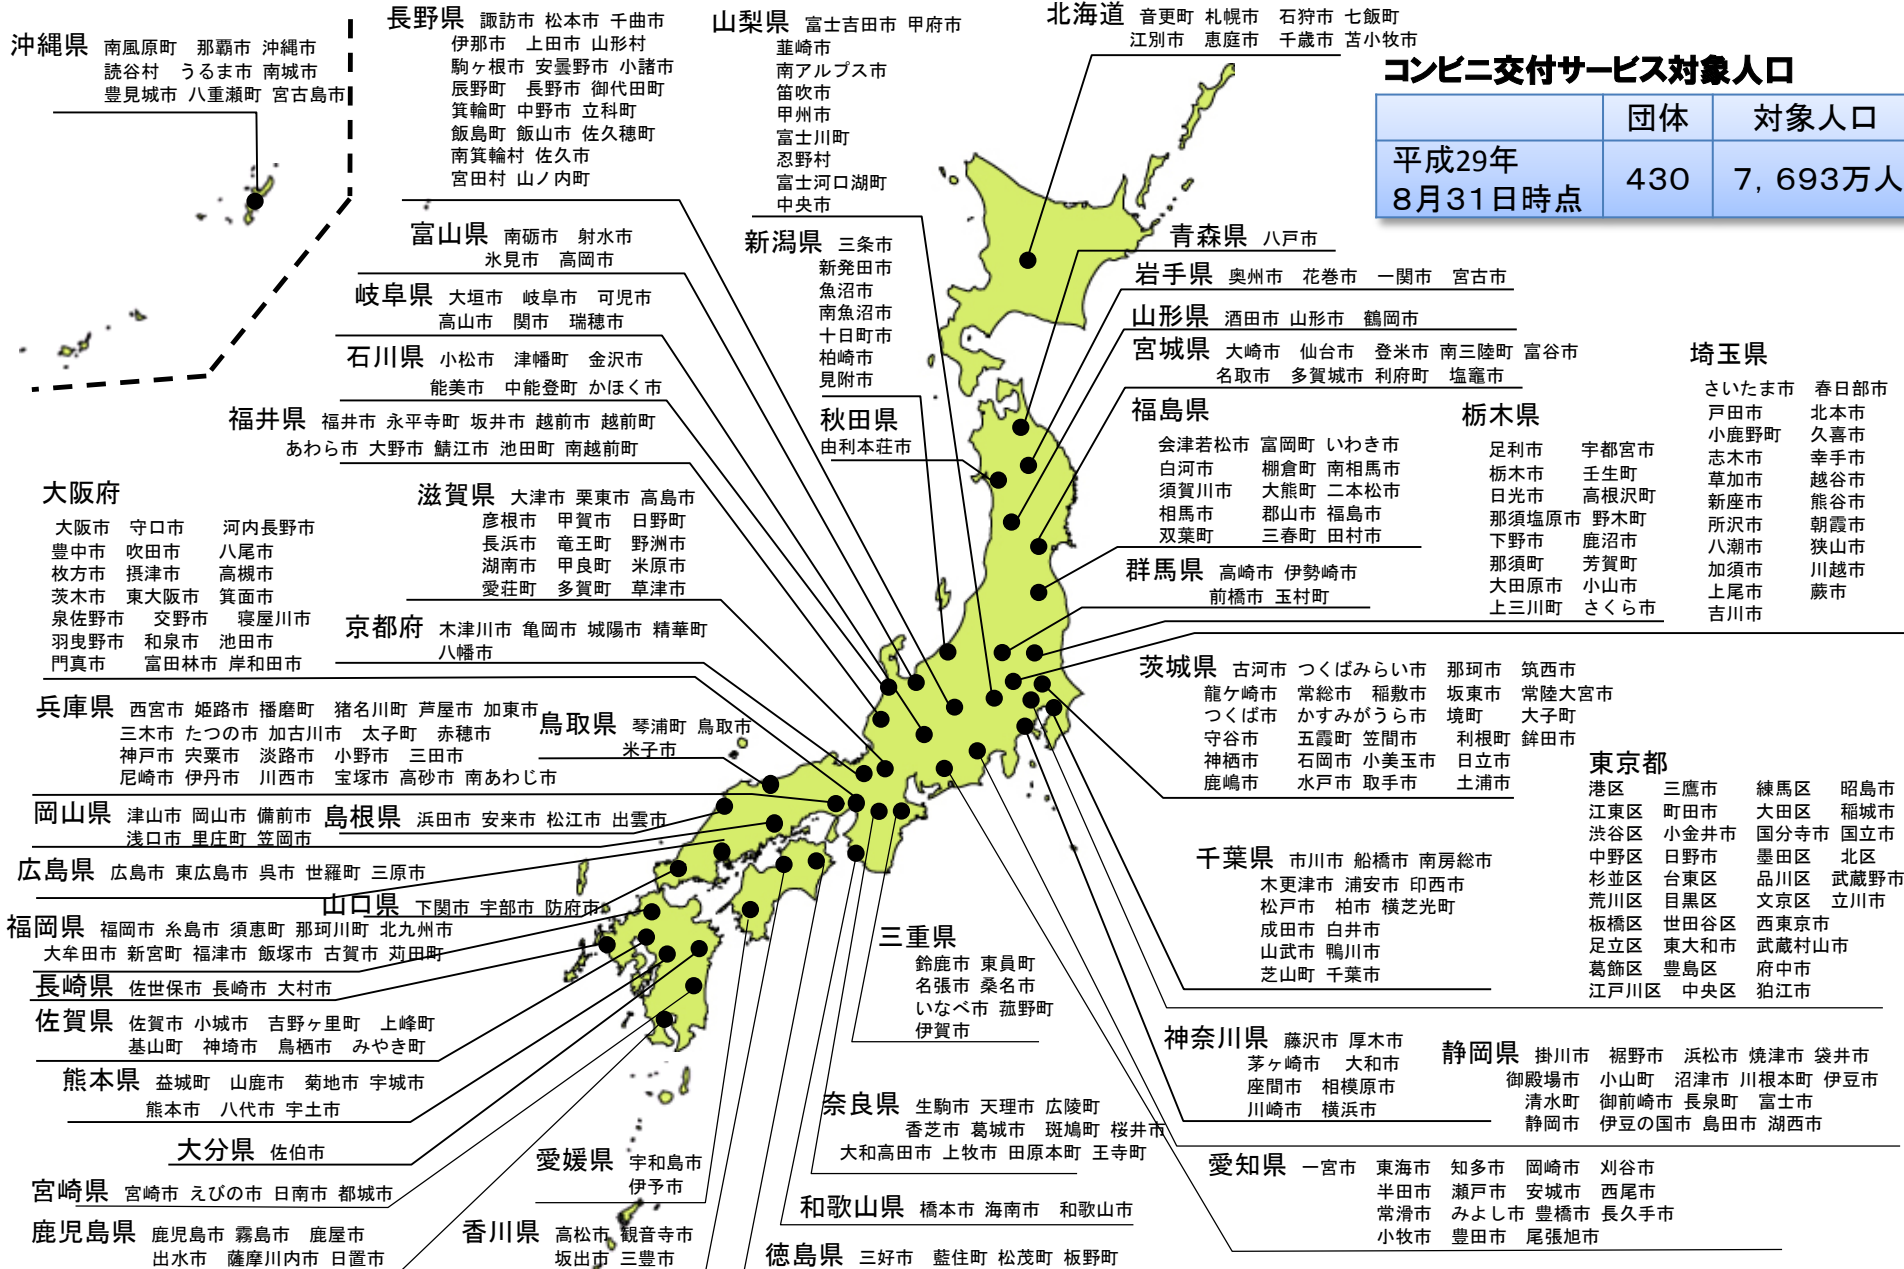 沖縄県 南風原町 那覇市 沖縄市
読谷村 うるま市 南城市
豊見城市 八重瀬町 宮古島市
長野県 諏訪市 松本市 千曲市
伊那市 上田市 山形村
駒ヶ根市 安曇野市 小諸市
辰野町 長野市 御代田町
箕輪町 中野市 立科町
飯島町 飯山市 佐久穂町
南箕輪村 佐久市
宮田村 山ノ内町
山梨県 富士吉田市 甲府市
韮崎市
南アルプス市
笛吹市
甲州市
富士川町
忍野村
富士河口湖町
中央市
北海道 音更町 札幌市 石狩市 七飯町
江別市 恵庭市 千歳市 苫小牧市
コンビニ交付サービス対象人口
団体 対象人口
平成29年
8月31日時点 430 7,693万人
富山県 南砺市 射水市
氷見市 高岡市
岐阜県 大垣市 岐阜市 可児市
高山市 関市 瑞穂市
石川県 小松市 津幡町 金沢市
能美市 中能登町 かほく市
福井県 福井市 永平寺町 坂井市 越前市 越前町
あわら市 大野市 鯖江市 池田町 南越前町
新潟県 三条市
新発田市
魚沼市
南魚沼市
十日町市
柏崎市
見附市
秋田県
由利本荘市
青森県 八戸市
岩手県 奥州市 花巻市 一関市 宮古市
山形県 酒田市 山形市 鶴岡市
宮城県 大崎市 仙台市 登米市 南三陸町 富谷市
名取市 多賀城市 利府町 塩竈市
福島県
会津若松市 富岡町 いわき市
白河市 棚倉町 南相馬市
須賀川市 大熊町 二本松市
相馬市 郡山市 福島市
双葉町 三春町 田村市
栃木県
足利市 宇都宮市
栃木市 壬生町
日光市 高根沢町
那須塩原市 野木町
下野市 鹿沼市
那須町 芳賀町
大田原市 小山市
上三川町 さくら市
埼玉県
さいたま市 春日部市
戸田市 北本市
小鹿野町 久喜市
志木市 幸手市
草加市 越谷市
新座市 熊谷市
所沢市 朝霞市
八潮市 狭山市
加須市 川越市
上尾市 蕨市
吉川市
群馬県 高崎市 伊勢崎市
前橋市 玉村町
大阪府
大阪市 守口市 河内長野市
豊中市 吹田市 八尾市
枚方市 摂津市 高槻市
茨木市 東大阪市 箕面市
泉佐野市 交野市 寝屋川市
羽曳野市 和泉市 池田市
門真市 富田林市 岸和田市
滋賀県 大津市 栗東市 高島市
彦根市 甲賀市 日野町
長浜市 竜王町 野洲市
湖南市 甲良町 米原市
愛荘町 多賀町 草津市
京都府 木津川市 亀岡市 城陽市 精華町
八幡市
兵庫県 西宮市 姫路市 播磨町 猪名川町 芦屋市 加東市
三木市 たつの市 加古川市 太子町 赤穂市
神戸市 宍粟市 淡路市 小野市 三田市
尼崎市 伊丹市 川西市 宝塚市 高砂市 南あわじ市
鳥取県 琴浦町 鳥取市
米子市
岡山県 津山市 岡山市 備前市
浅口市 里庄町 笠岡市
島根県 浜田市 安来市 松江市 出雲市
広島県 広島市 東広島市 呉市 世羅町 三原市
山口県 下関市 宇部市 防府市
福岡県 福岡市 糸島市 須恵町 那珂川町 北九州市
大牟田市 新宮町 福津市 飯塚市 古賀市 苅田町
長崎県 佐世保市 長崎市 大村市
佐賀県 佐賀市 小城市 吉野ヶ里町 上峰町
基山町 神埼市 鳥栖市 みやき町
熊本県 益城町 山鹿市 菊池市 宇城市
熊本市 八代市 宇土市
大分県 佐伯市
宮崎県 宮崎市 えびの市 日南市 都城市
鹿児島県 鹿児島市 霧島市 鹿屋市
出水市 薩摩川内市 日置市
茨城県 古河市 つくばみらい市 那珂市 筑西市
龍ケ崎市 常総市 稲敷市 坂東市 常陸大宮市
つくば市 かすみがうら市 境町 大子町
守谷市 五霞町 笠間市 利根町 鉾田市
神栖市 石岡市 小美玉市 日立市
鹿嶋市 水戸市 取手市 土浦市
東京都
港区 三鷹市 練馬区 昭島市
江東区 町田市 大田区 稲城市
渋谷区 小金井市 国分寺市 国立市
中野区 日野市 墨田区 北区
杉並区 台東区 品川区 武蔵野市
荒川区 目黒区 文京区 立川市
板橋区 世田谷区 西東京市
足立区 東大和市 武蔵村山市
葛飾区 豊島区 府中市
江戸川区 中央区 狛江市
千葉県 市川市 船橋市 南房総市
木更津市 浦安市 印西市
松戸市 柏市 横芝光町
成田市 白井市
山武市 鴨川市
芝山町 千葉市
三重県
鈴鹿市 東員町
名張市 桑名市
いなべ市 菰野町
伊賀市
神奈川県 藤沢市 厚木市
茅ヶ崎市 大和市
座間市 相模原市
川崎市 横浜市
静岡県 掛川市 裾野市 浜松市 焼津市 袋井市
御殿場市 小山町 沼津市 川根本町 伊豆市
清水町 御前崎市 長泉町 富士市
静岡市 伊豆の国市 島田市 湖西市
奈良県 生駒市 天理市 広陵町
香芝市 葛城市 斑鳩町 桜井市
大和高田市 上牧市 田原本町 王寺町
愛媛県 宇和島市
伊予市
和歌山県 橋本市 海南市 和歌山市
愛知県 一宮市 東海市 知多市 岡崎市 刈谷市
半田市 瀬戸市 安城市 西尾市
常滑市 みよし市 豊橋市 長久手市
小牧市 豊田市 尾張旭市
香川県 高松市 観音寺市
坂出市 三豊市
徳島県 三好市 藍住町 松茂町 板野町